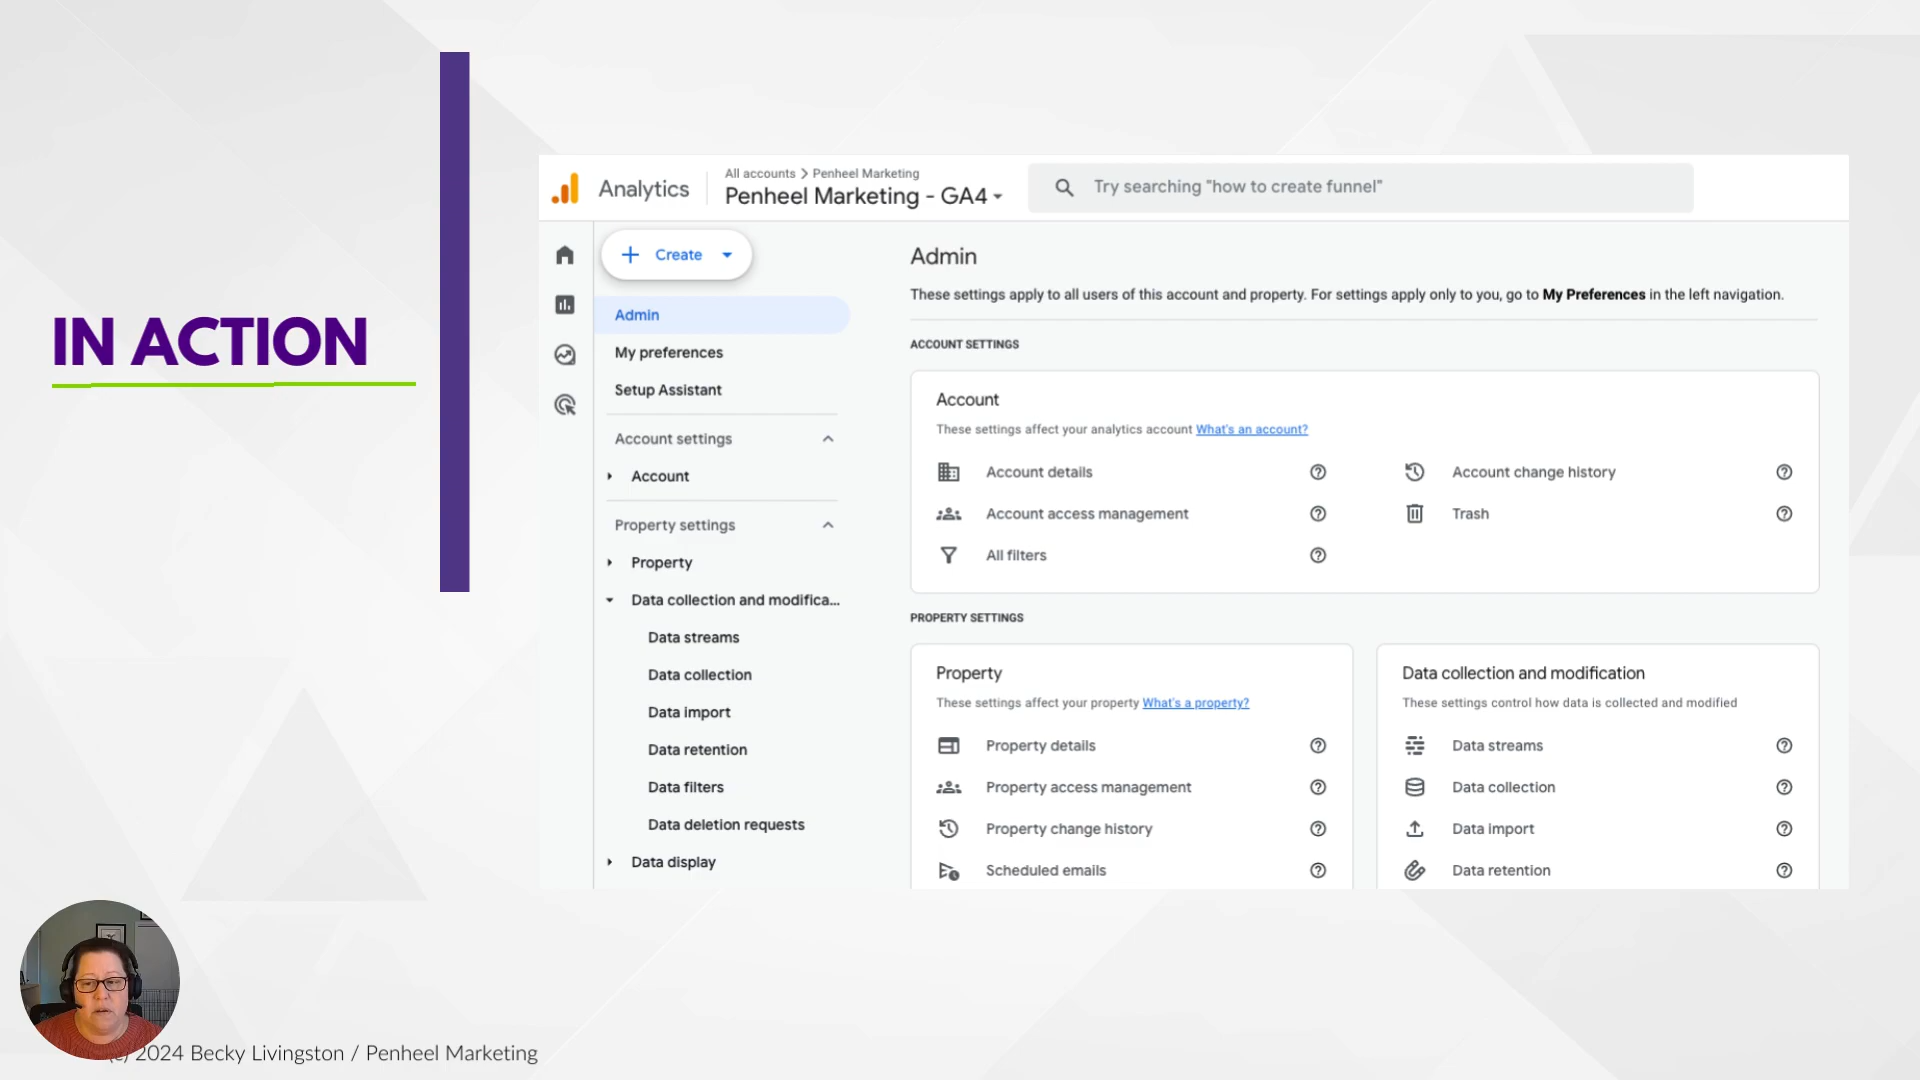 IN ACTION
Analytics
All accounts > Penheel Marketing
Penheel Marketing - GA4
Try searching "how to create funnel"
Create
Admin
My preferences
Setup Assistant
Account settings
Account
Property settings
Property
Data collection and modifica...
Data streams
Data collection
Data import
Data retention
Data filters
Data deletion requests
Data display
Admin
These settings apply to all users of this account and property. For settings apply only to you, go to My Preferences in the left navigation.
ACCOUNT SETTINGS
Account
These settings affect your analytics account What's an account?
Account details
Account change history
Account access management
Trash
All filters
PROPERTY SETTINGS
Property
These settings affect your property What's a property?
Property details
Property access management
Property change history
Scheduled emails
Data collection and modification
These settings control how data is collected and modified
Data streams
Data collection
Data import
Data retention
(c) 2024 Becky Livingston / Penheel Marketing